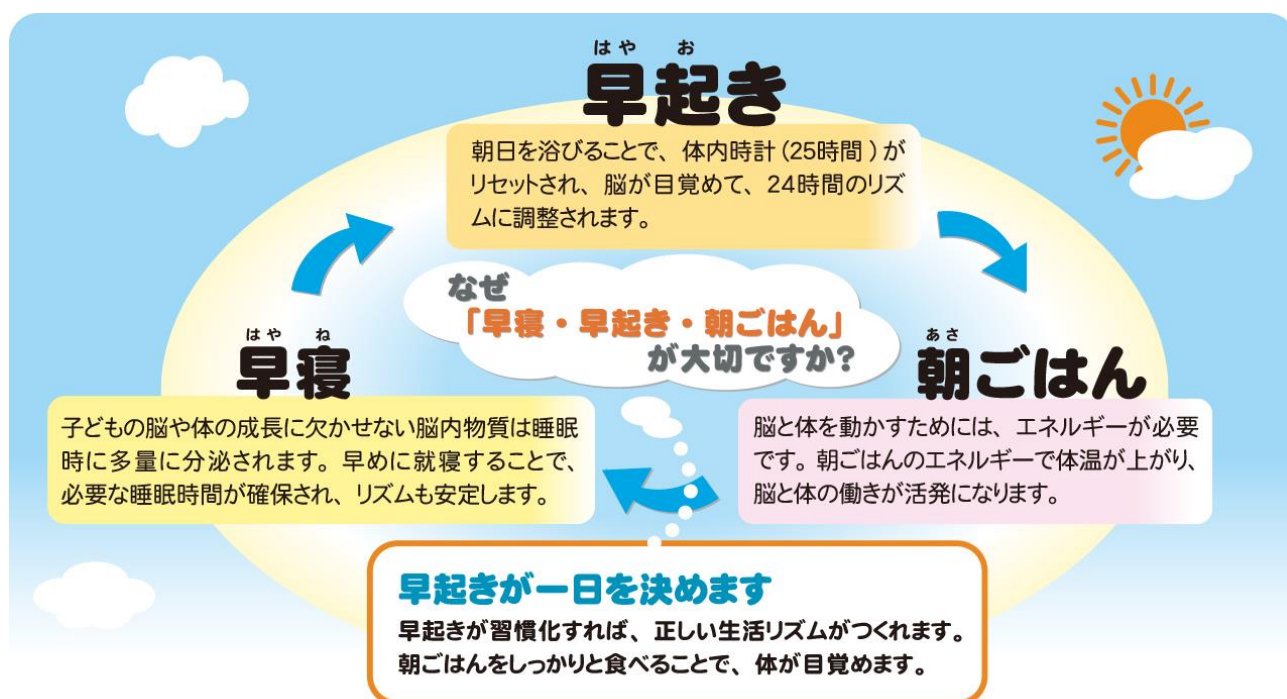 はや お
早起き
朝日を浴びることで、体内時計(25時間)が
リセットされ、脳が目覚めて、24時間のリズ
ムに調整されます。
なぜ
「早寝・早起き・朝ごはん」
が大切ですか?
はや ね
早寝
子どもの脳や体の成長に欠かせない脳内物質は睡眠
時に多量に分泌されます。早めに就寝することで、
必要な睡眠時間が確保され、リズムも安定します。
あさ
朝ごはん
脳と体を動かすためには、エネルギーが必要
です。朝ごはんのエネルギーで体温が上がり、
脳と体の働きが活発になります。
早起きが一日を決めます
早起きが習慣化すれば、正しい生活リズムがつくれます。
朝ごはんをしっかりと食べることで、体が目覚めます。